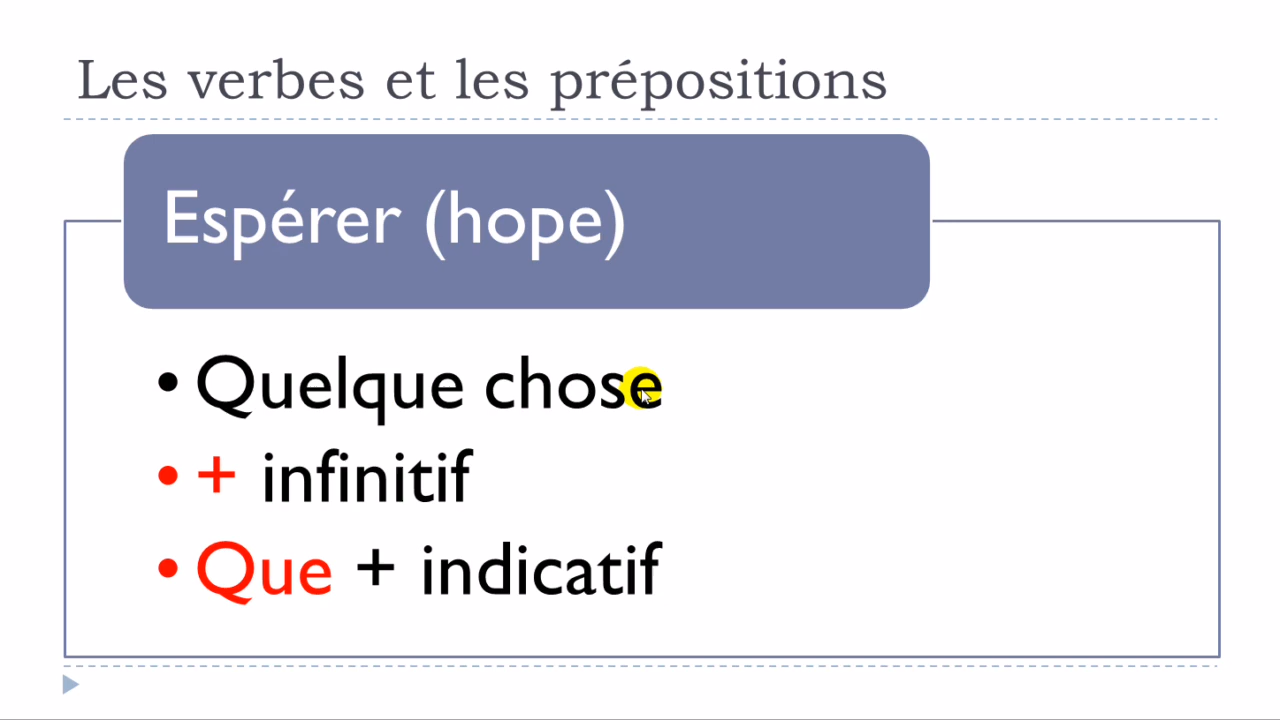 Les verbes et les prépositions
Espérer (hope)
• Quelque chose
• + infinitif
• Que + indicatif